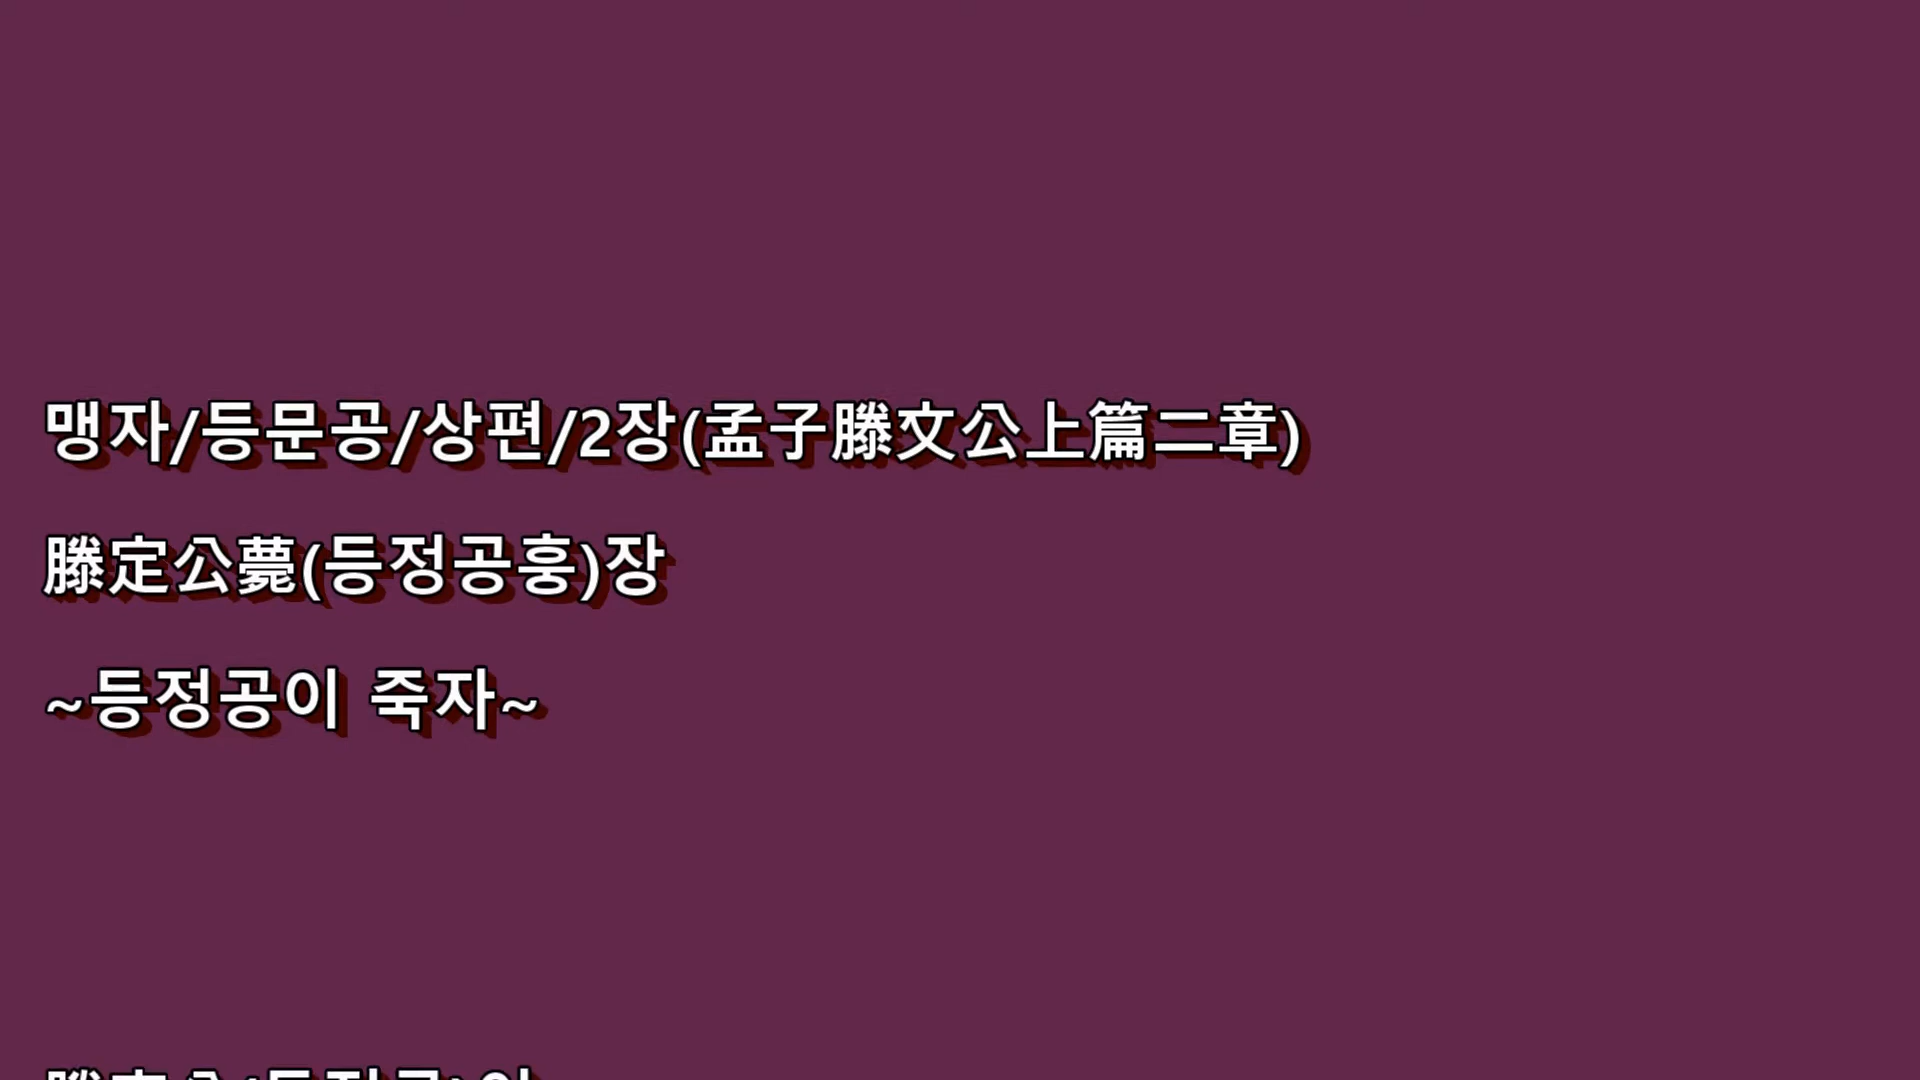 맹자/등문공/상편/2장(孟子滕文公上篇二章)
滕定公薨(등정공훙)장
~등정공이 죽자~